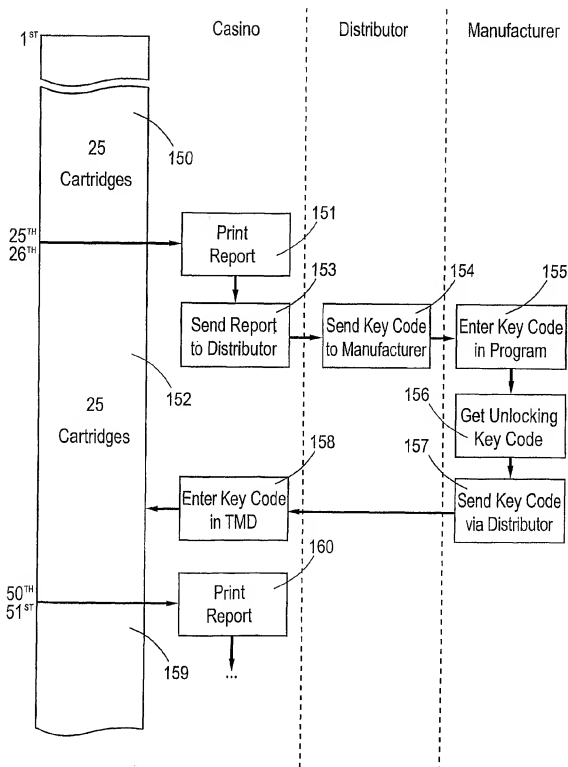 Casino Distributor Manufacturer
1ST
25
Cartridges
150
25TH
26TH
Print
Report
151
Send Report
to Distributor
153
Send Key Code
to Manufacturer
154
Enter Key Code
in Program
155
25
Cartridges
152
Get Unlocking
Key Code
156
Send Key Code
via Distributor
157
Enter Key Code
in TMD
158
50TH
51ST
Print
Report
160
...
159